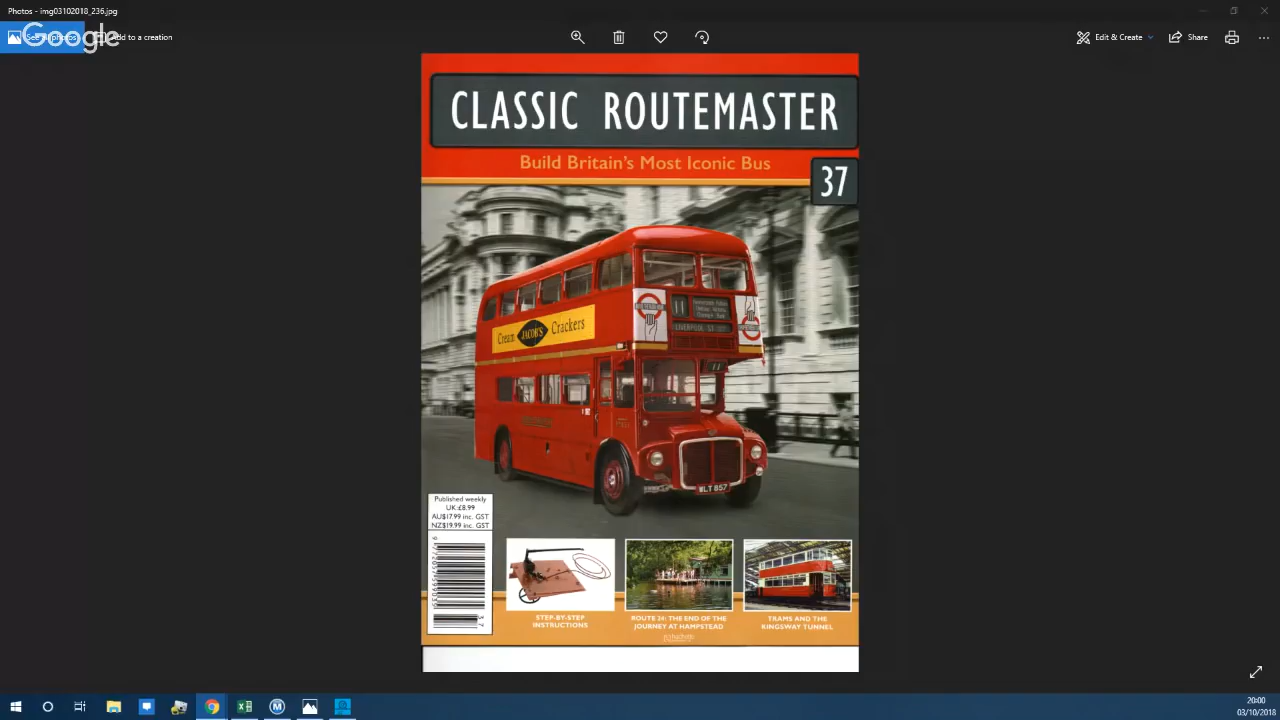 Photos - img03102018_236.jpg
Google
Add to a creation
Edit & Create
Share
CLASSIC ROUTEMASTER
Build Britain's Most Iconic Bus
37
11
LIVERPOOL ST
11
Cream JACOB'S Crackers
WLT 857
Published weekly
UK:£8.99
AU$17.99 inc. GST
NZ$19.99 inc. GST
STEP-BY-STEP
INSTRUCTIONS
ROUTE 24: THE END OF THE
JOURNEY AT HAMPSTEAD
TRAMS AND THE
KINGSWAY TUNNEL
hachette
20:00
03/10/2018